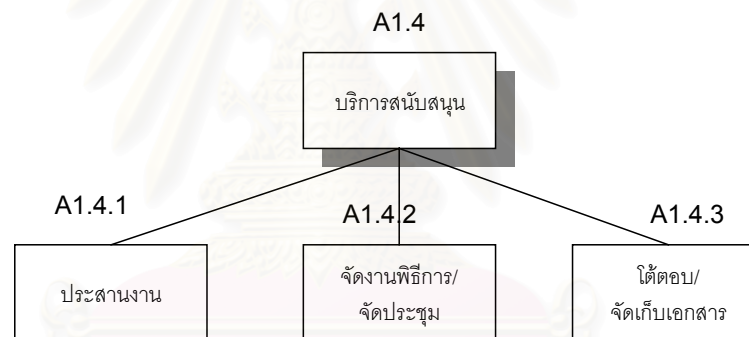 A1.4
บริการสนับสนุน
A1.4.1
A1.4.2
A1.4.3
ประสานงาน
จัดงานพิธีการ/
จัดประชุม
โต้ตอบ/
จัดเก็บเอกสาร